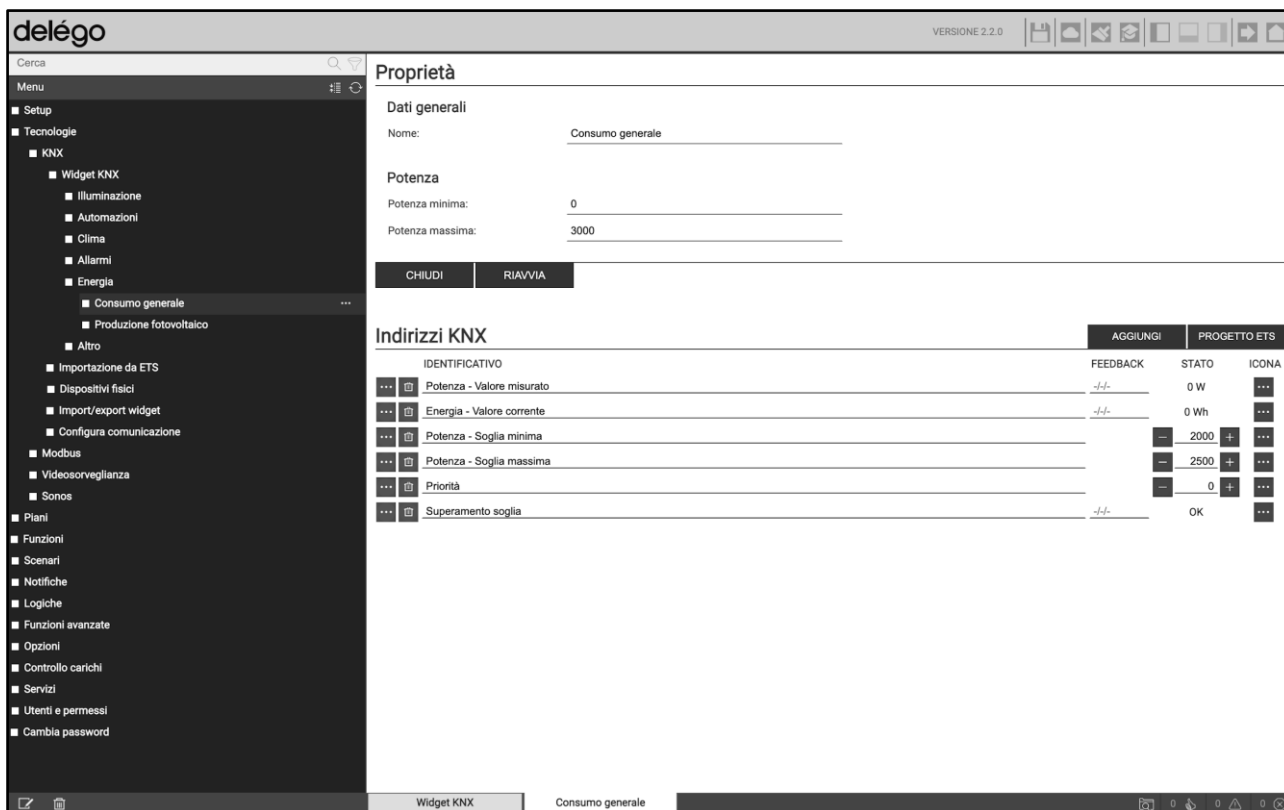 delégo
VERSIONE 2.2.0
Cerca
Menu
Setup
Tecnologie
KNX
Widget KNX
Illuminazione
Automazioni
Clima
Allarmi
Energia
Consumo generale ...
Produzione fotovoltaico
Altro
Importazione da ETS
Dispositivi fisici
Import/export widget
Configura comunicazione
Modbus
Videosorveglianza
Sonos
Piani
Funzioni
Scenari
Notifiche
Logiche
Funzioni avanzate
Opzioni
Controllo carichi
Servizi
Utenti e permessi
Cambia password
Proprietà
Dati generali
Nome: Consumo generale
Potenza
Potenza minima: 0
Potenza massima: 3000
CHIUDI RIAVVIA
Indirizzi KNX AGGIUNGI PROGETTO ETS
IDENTIFICATIVO FEEDBACK STATO ICONA
... Potenza - Valore misurato -/-/- 0 W ...
... Energia - Valore corrente -/-/- 0 Wh ...
... Potenza - Soglia minima - 2000 + ...
... Potenza - Soglia massima - 2500 + ...
... Priorità - 0 + ...
... Superamento soglia -/-/- OK ...
Widget KNX Consumo generale 0 0 0